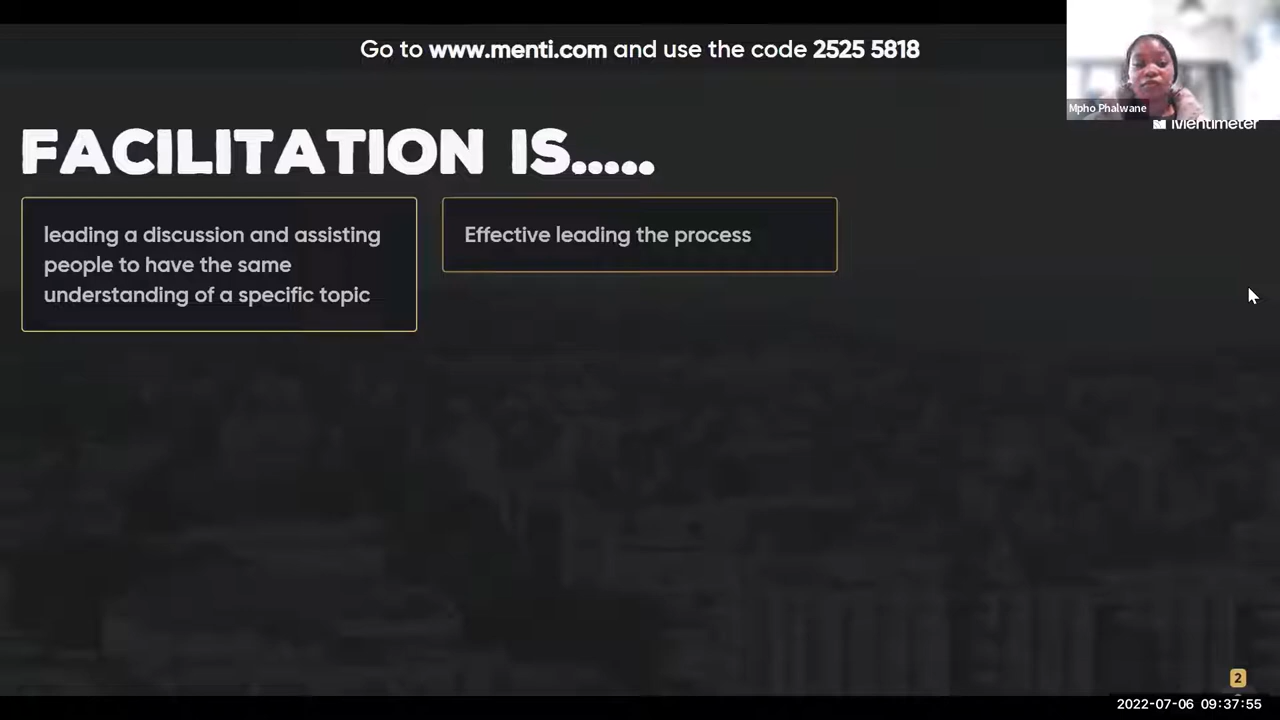 Go to www.menti.com and use the code 2525 5818
Mpho Phalwane
Mentimeter
FACILITATION IS.....
leading a discussion and assisting
people to have the same
understanding of a specific topic
Effective leading the process
2
2022-07-06 09:37:55